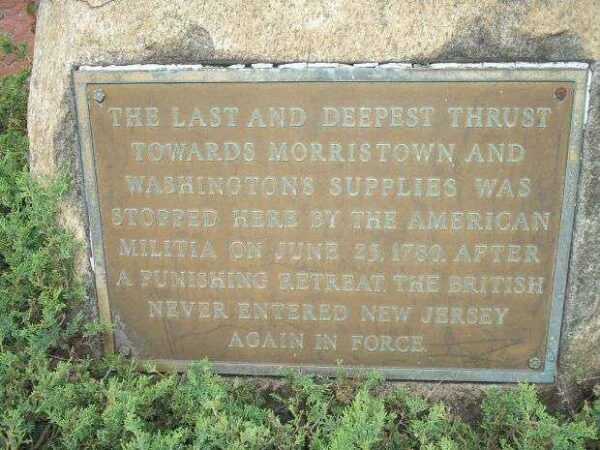 THE LAST AND DEEPEST THRUST
TOWARDS MORRISTOWN AND
WASHINGTON'S SUPPLIES WAS
STOPPED HERE BY THE AMERICAN
MILITIA ON JUNE 23, 1780. AFTER
A PUNISHING RETREAT THE BRITISH
NEVER ENTERED NEW JERSEY
AGAIN IN FORCE